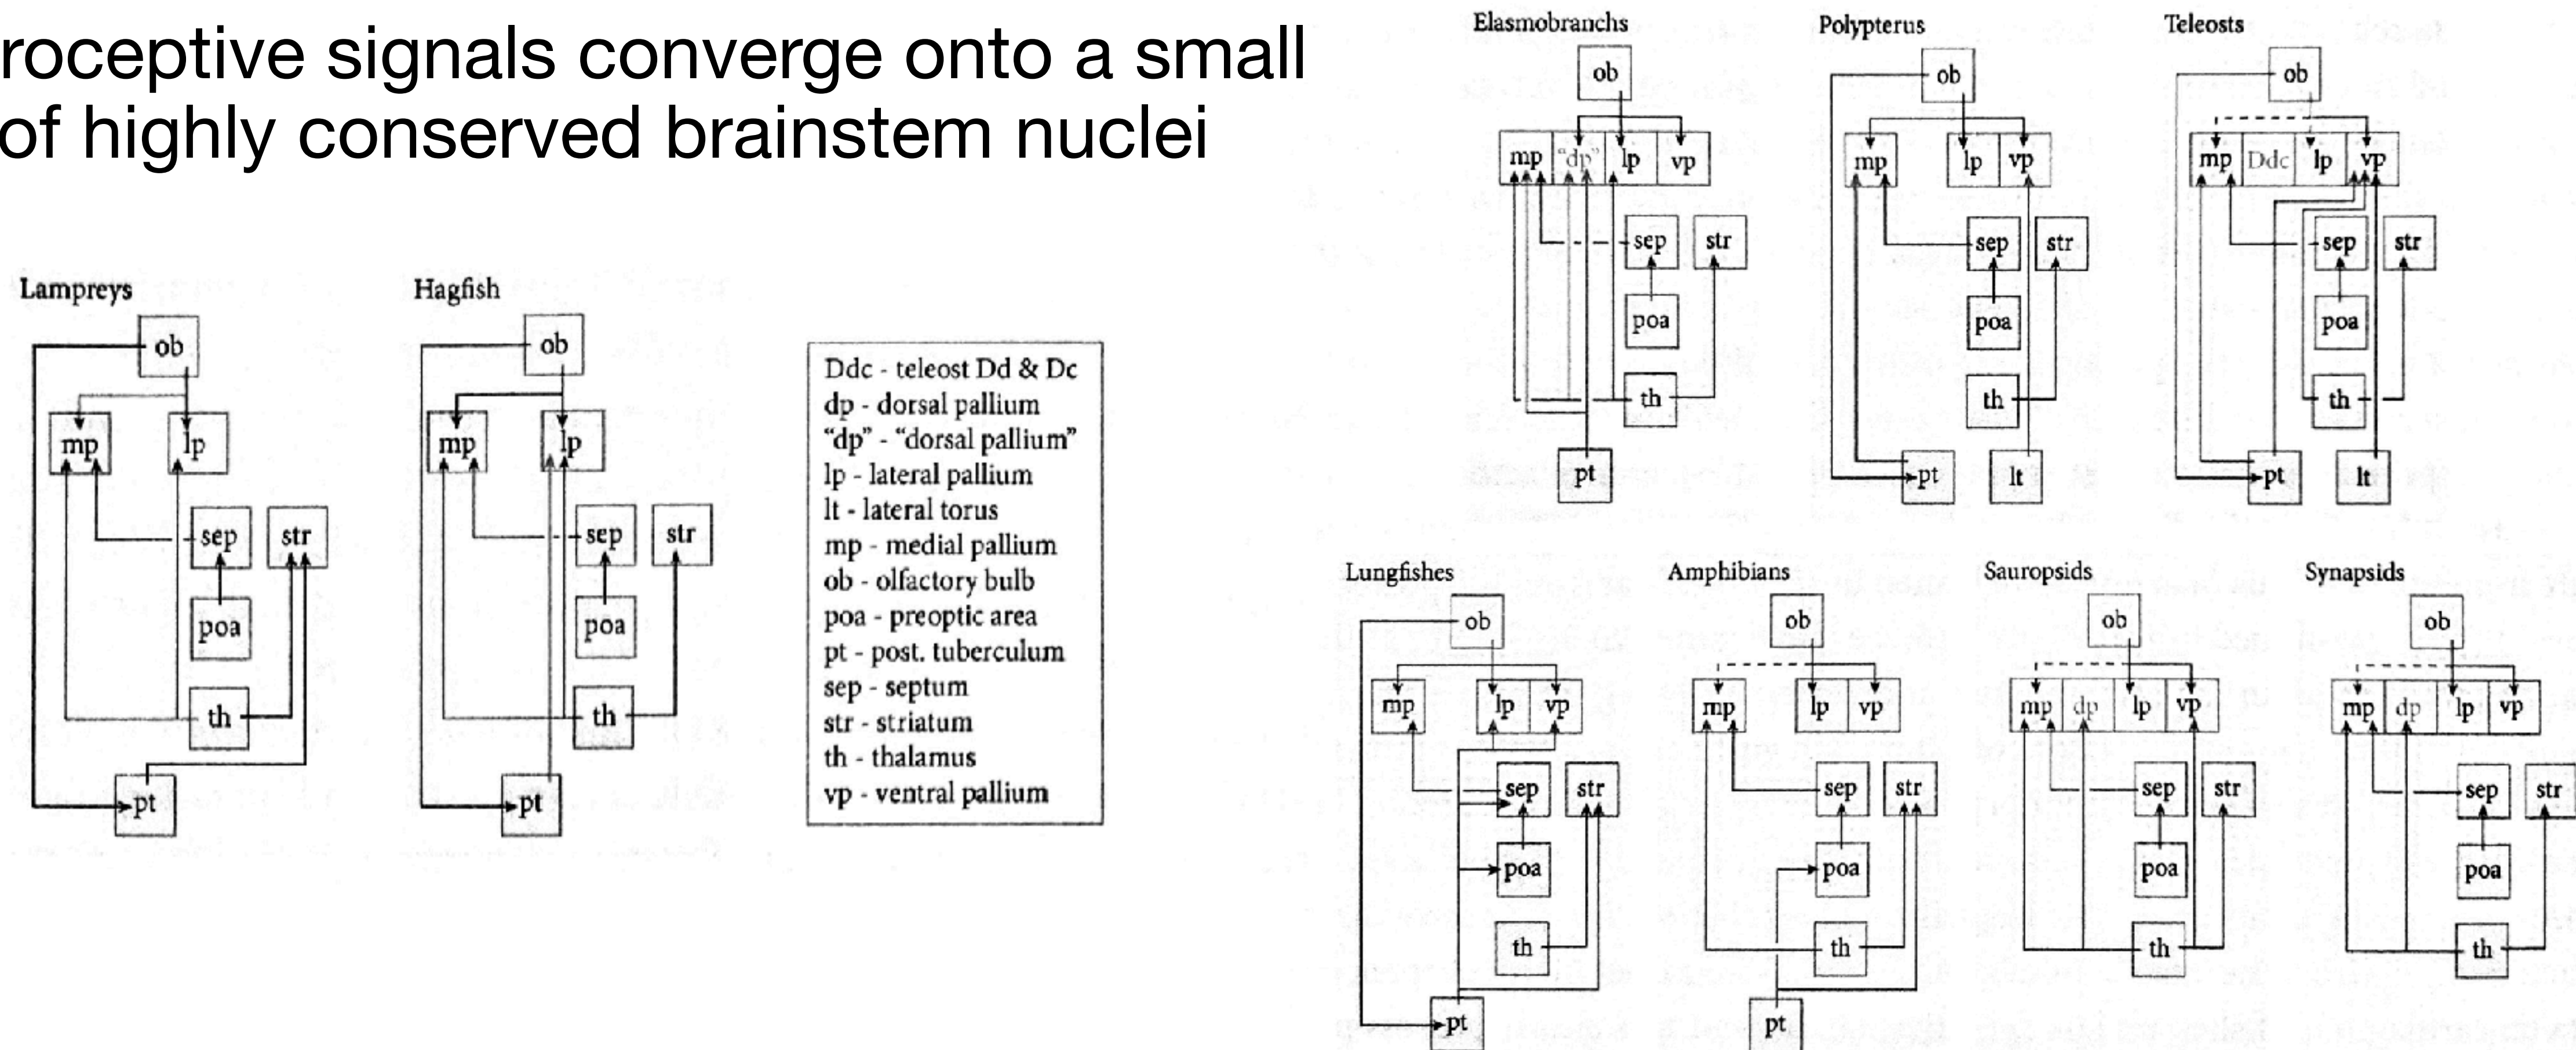 roceptive signals converge onto a small
of highly conserved brainstem nuclei
Lampreys
ob
mp lp
sep str
poa
th
pt
Hagfish
ob
mp lp
sep str
poa
th
pt
Ddc - teleost Dd & Dc
dp - dorsal pallium
“dp” - “dorsal pallium”
lp - lateral pallium
lt - lateral torus
mp - medial pallium
ob - olfactory bulb
poa - preoptic area
pt - post. tuberculum
sep - septum
str - striatum
th - thalamus
vp - ventral pallium
Elasmobranchs
ob
mp “dp” lp vp
sep str
poa
th
pt
Polypterus
ob
mp lp vp
sep str
poa
th
pt lt
Teleosts
ob
mp Ddc lp vp
sep str
poa
th
pt lt
Lungfishes
ob
mp lp vp
sep str
poa
th
pt
Amphibians
ob
mp lp vp
sep str
poa
th
pt
Sauropsids
ob
mp dp lp vp
sep str
poa
th
Synapsids
ob
mp dp lp vp
sep str
poa
th